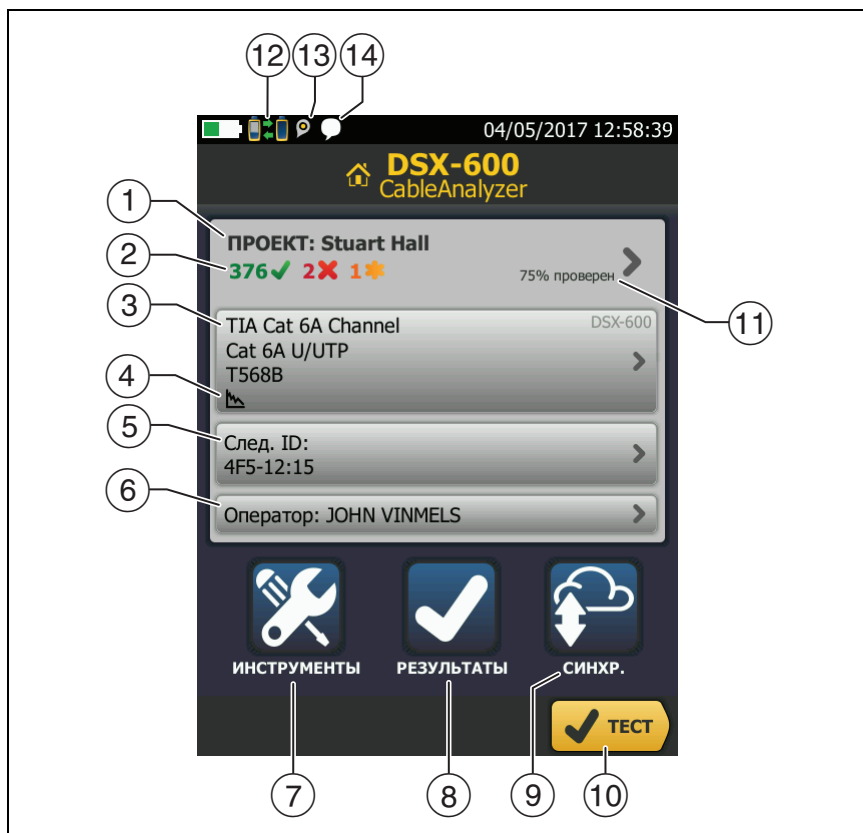 12 13 14
04/05/2017 12:58:39
DSX-600
CableAnalyzer
1
ПРОЕКТ: Stuart Hall
2
376 2 1
75% проверен
11
3
TIA Cat 6A Channel
DSX-600
Cat 6A U/UTP
T568B
4
5
След. ID:
4F5-12:15
6
Оператор: JOHN VINMELS
ИНСТРУМЕНТЫ РЕЗУЛЬТАТЫ СИНХР.
ТЕСТ
7 8 9 10